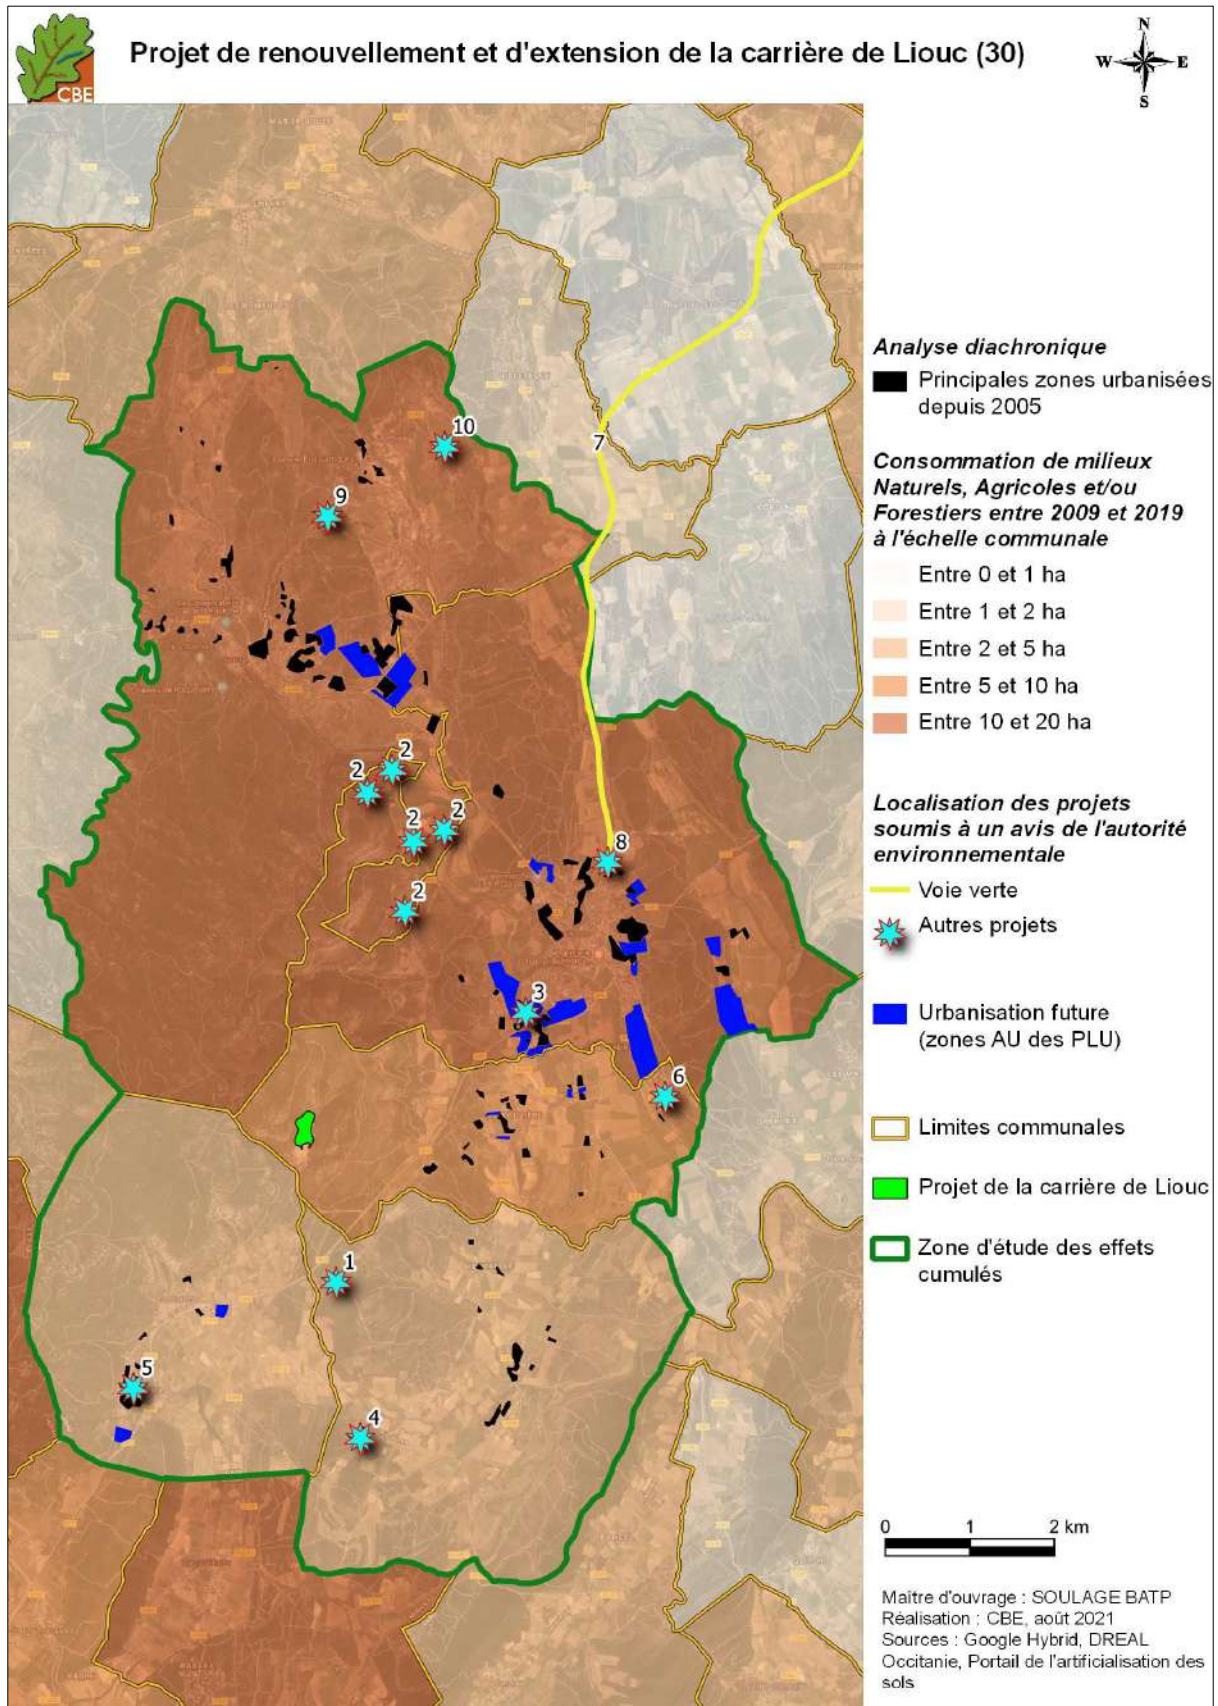 CBE
Projet de renouvellement et d'extension de la carrière de Liouc (30)
N
W
E
S
7
10
9
2
2
2
2
2
8
3
6
1
5
4
Analyse diachronique
Principales zones urbanisées
depuis 2005
Consommation de milieux
Naturels, Agricoles et/ou
Forestiers entre 2009 et 2019
à l'échelle communale
Entre 0 et 1 ha
Entre 1 et 2 ha
Entre 2 et 5 ha
Entre 5 et 10 ha
Entre 10 et 20 ha
Localisation des projets
soumis à un avis de l'autorité
environnementale
Voie verte
Autres projets
Urbanisation future
(zones AU des PLU)
Limites communales
Projet de la carrière de Liouc
Zone d'étude des effets
cumulés
0 1 2 km
Maître d'ouvrage : SOULAGE BATP
Réalisation : CBE, août 2021
Sources : Google Hybrid, DREAL
Occitanie, Portail de l'artificialisation des
sols